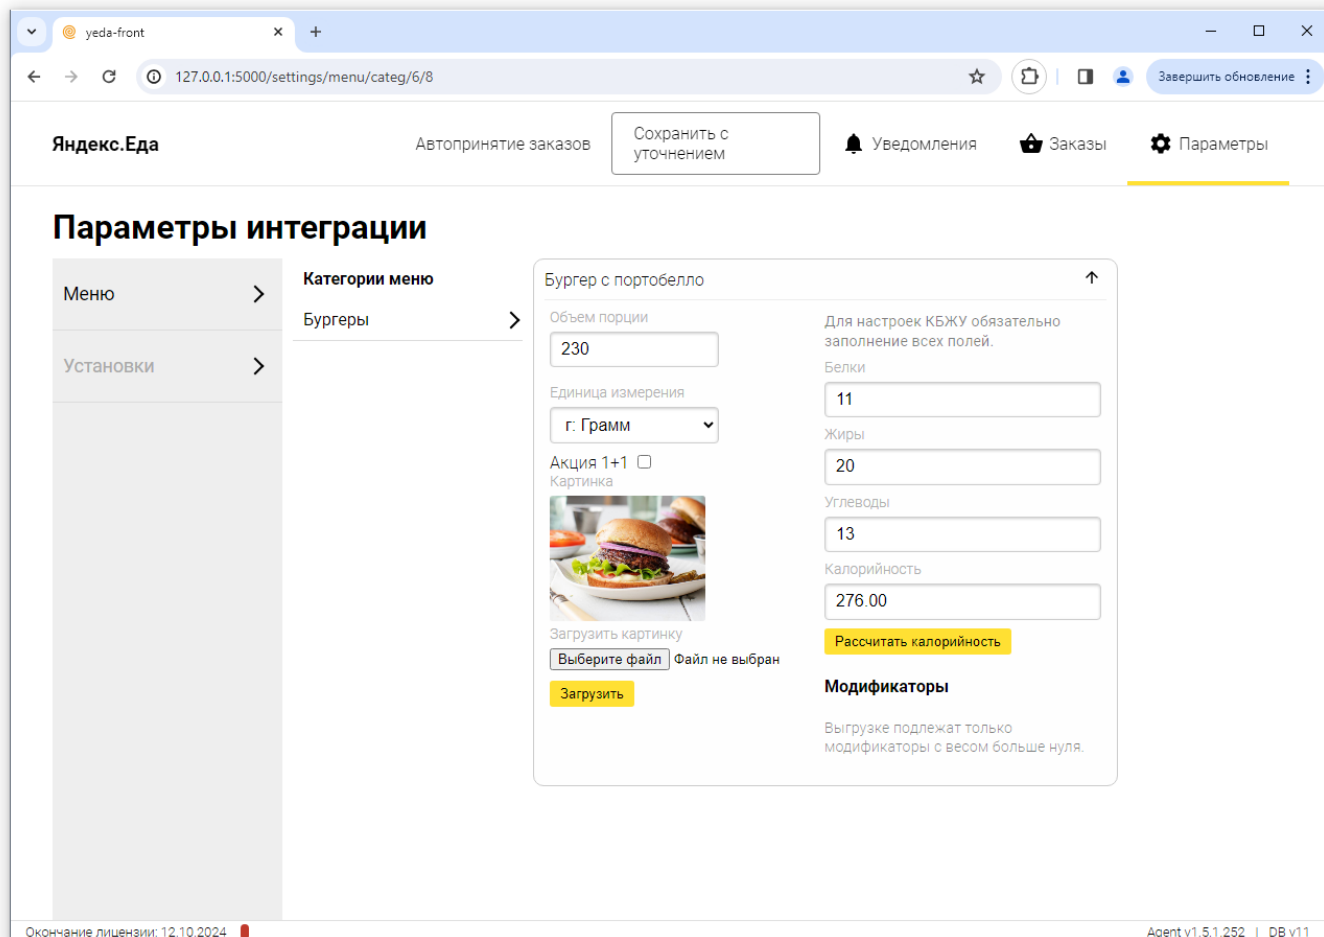 yeda-front
127.0.0.1:5000/settings/menu/categ/6/8
Завершить обновление
Яндекс.Еда
Автопринятие заказов
Сохранить с
уточнением
Уведомления
Заказы
Параметры
Параметры интеграции
Меню
Установки
Категории меню
Бургеры
Бургер с портобелло
Объем порции
230
Единица измерения
г: Грамм
Акция 1+1
Картинка
Загрузить картинку
Выберите файл Файл не выбран
Загрузить
Для настроек КБЖУ обязательно
заполнение всех полей.
Белки
11
Жиры
20
Углеводы
13
Калорийность
276.00
Рассчитать калорийность
Модификаторы
Выгрузке подлежат только
модификаторы с весом больше нуля.
Окончание лицензии: 12.10.2024
Agent v1.5.1.252 | DB v11